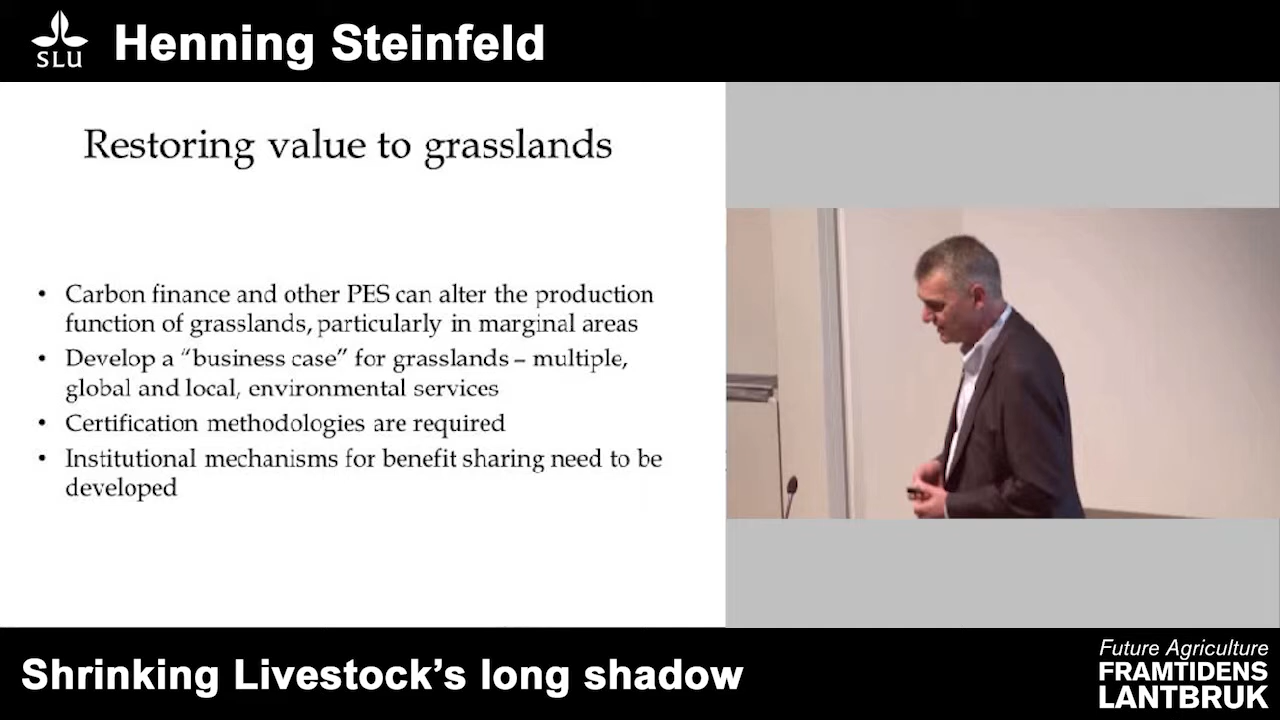 SLU
Henning Steinfeld
Restoring value to grasslands
• Carbon finance and other PES can alter the production
function of grasslands, particularly in marginal areas
• Develop a “business case” for grasslands – multiple,
global and local, environmental services
• Certification methodologies are required
• Institutional mechanisms for benefit sharing need to be
developed
Shrinking Livestock’s long shadow
Future Agriculture
FRAMTIDENS
LANTBRUK